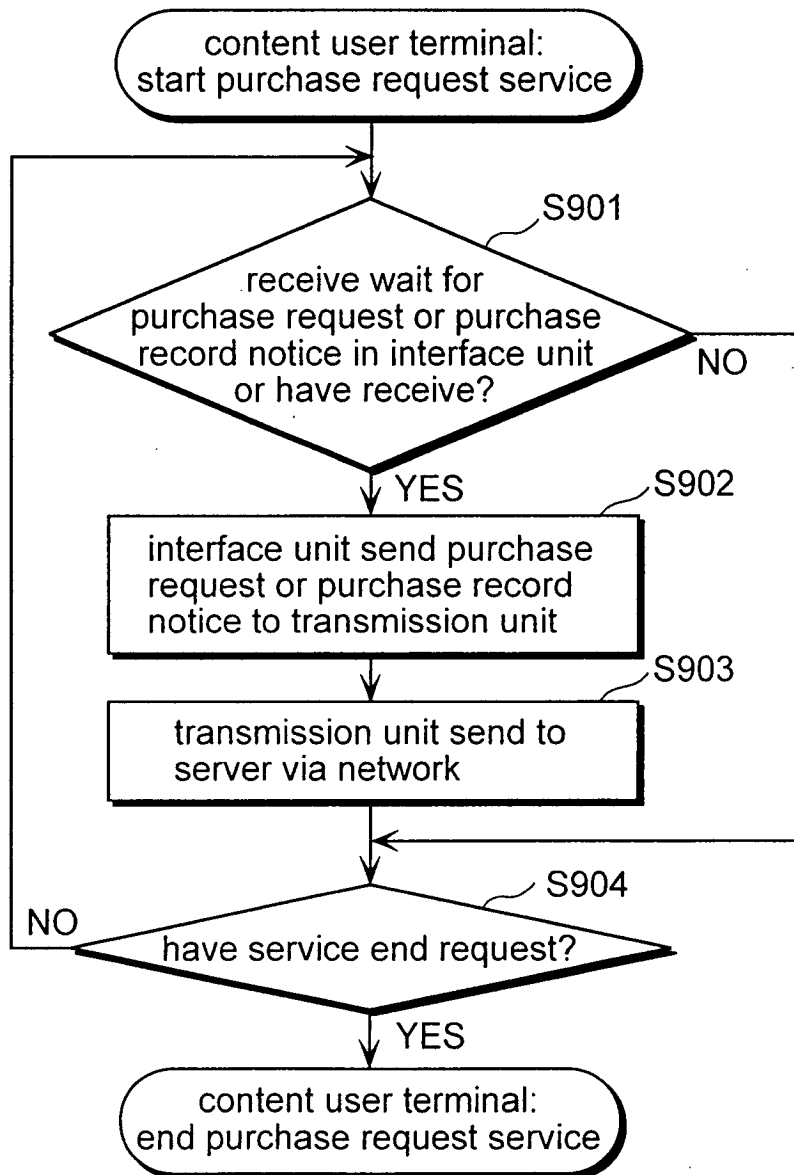 content user terminal:
start purchase request service
S901
receive wait for
purchase request or purchase
record notice in interface unit
or have receive?
NO
YES
S902
interface unit send purchase
request or purchase record
notice to transmission unit
S903
transmission unit send to
server via network
S904
NO
have service end request?
YES
content user terminal:
end purchase request service